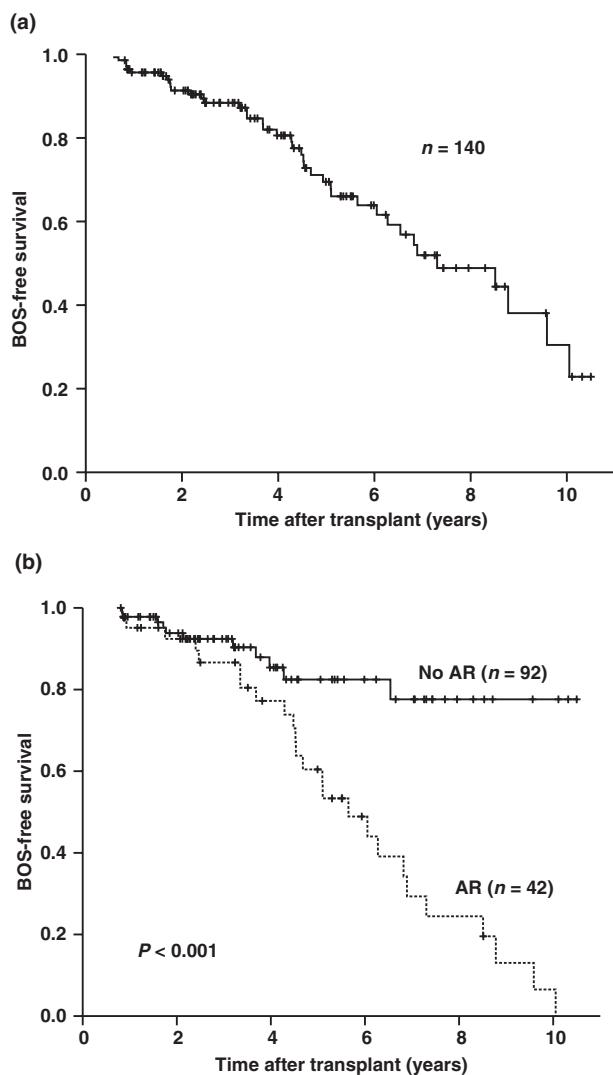 (a)
1.0
0.8
0.6
0.4
0.2
0.0
BOS-free survival
n = 140
0 2 4 6 8 10
Time after transplant (years)
(b)
1.0
0.8
0.6
0.4
0.2
0.0
BOS-free survival
No AR (n = 92)
AR (n = 42)
P < 0.001
0 2 4 6 8 10
Time after transplant (years)